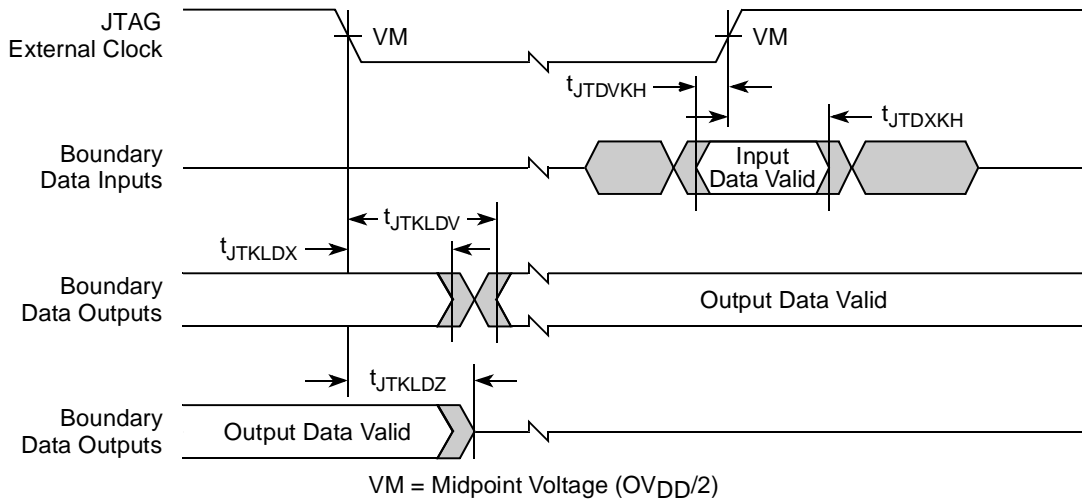 JTAG
External Clock
VM
VM
tJTDVKH
tJTDXKH
Boundary
Data Inputs
Input
Data Valid
tJTKLDV
tJTKLDX
Boundary
Data Outputs
Output Data Valid
tJTKLDZ
Boundary
Data Outputs
Output Data Valid
VM = Midpoint Voltage (OVDD/2)